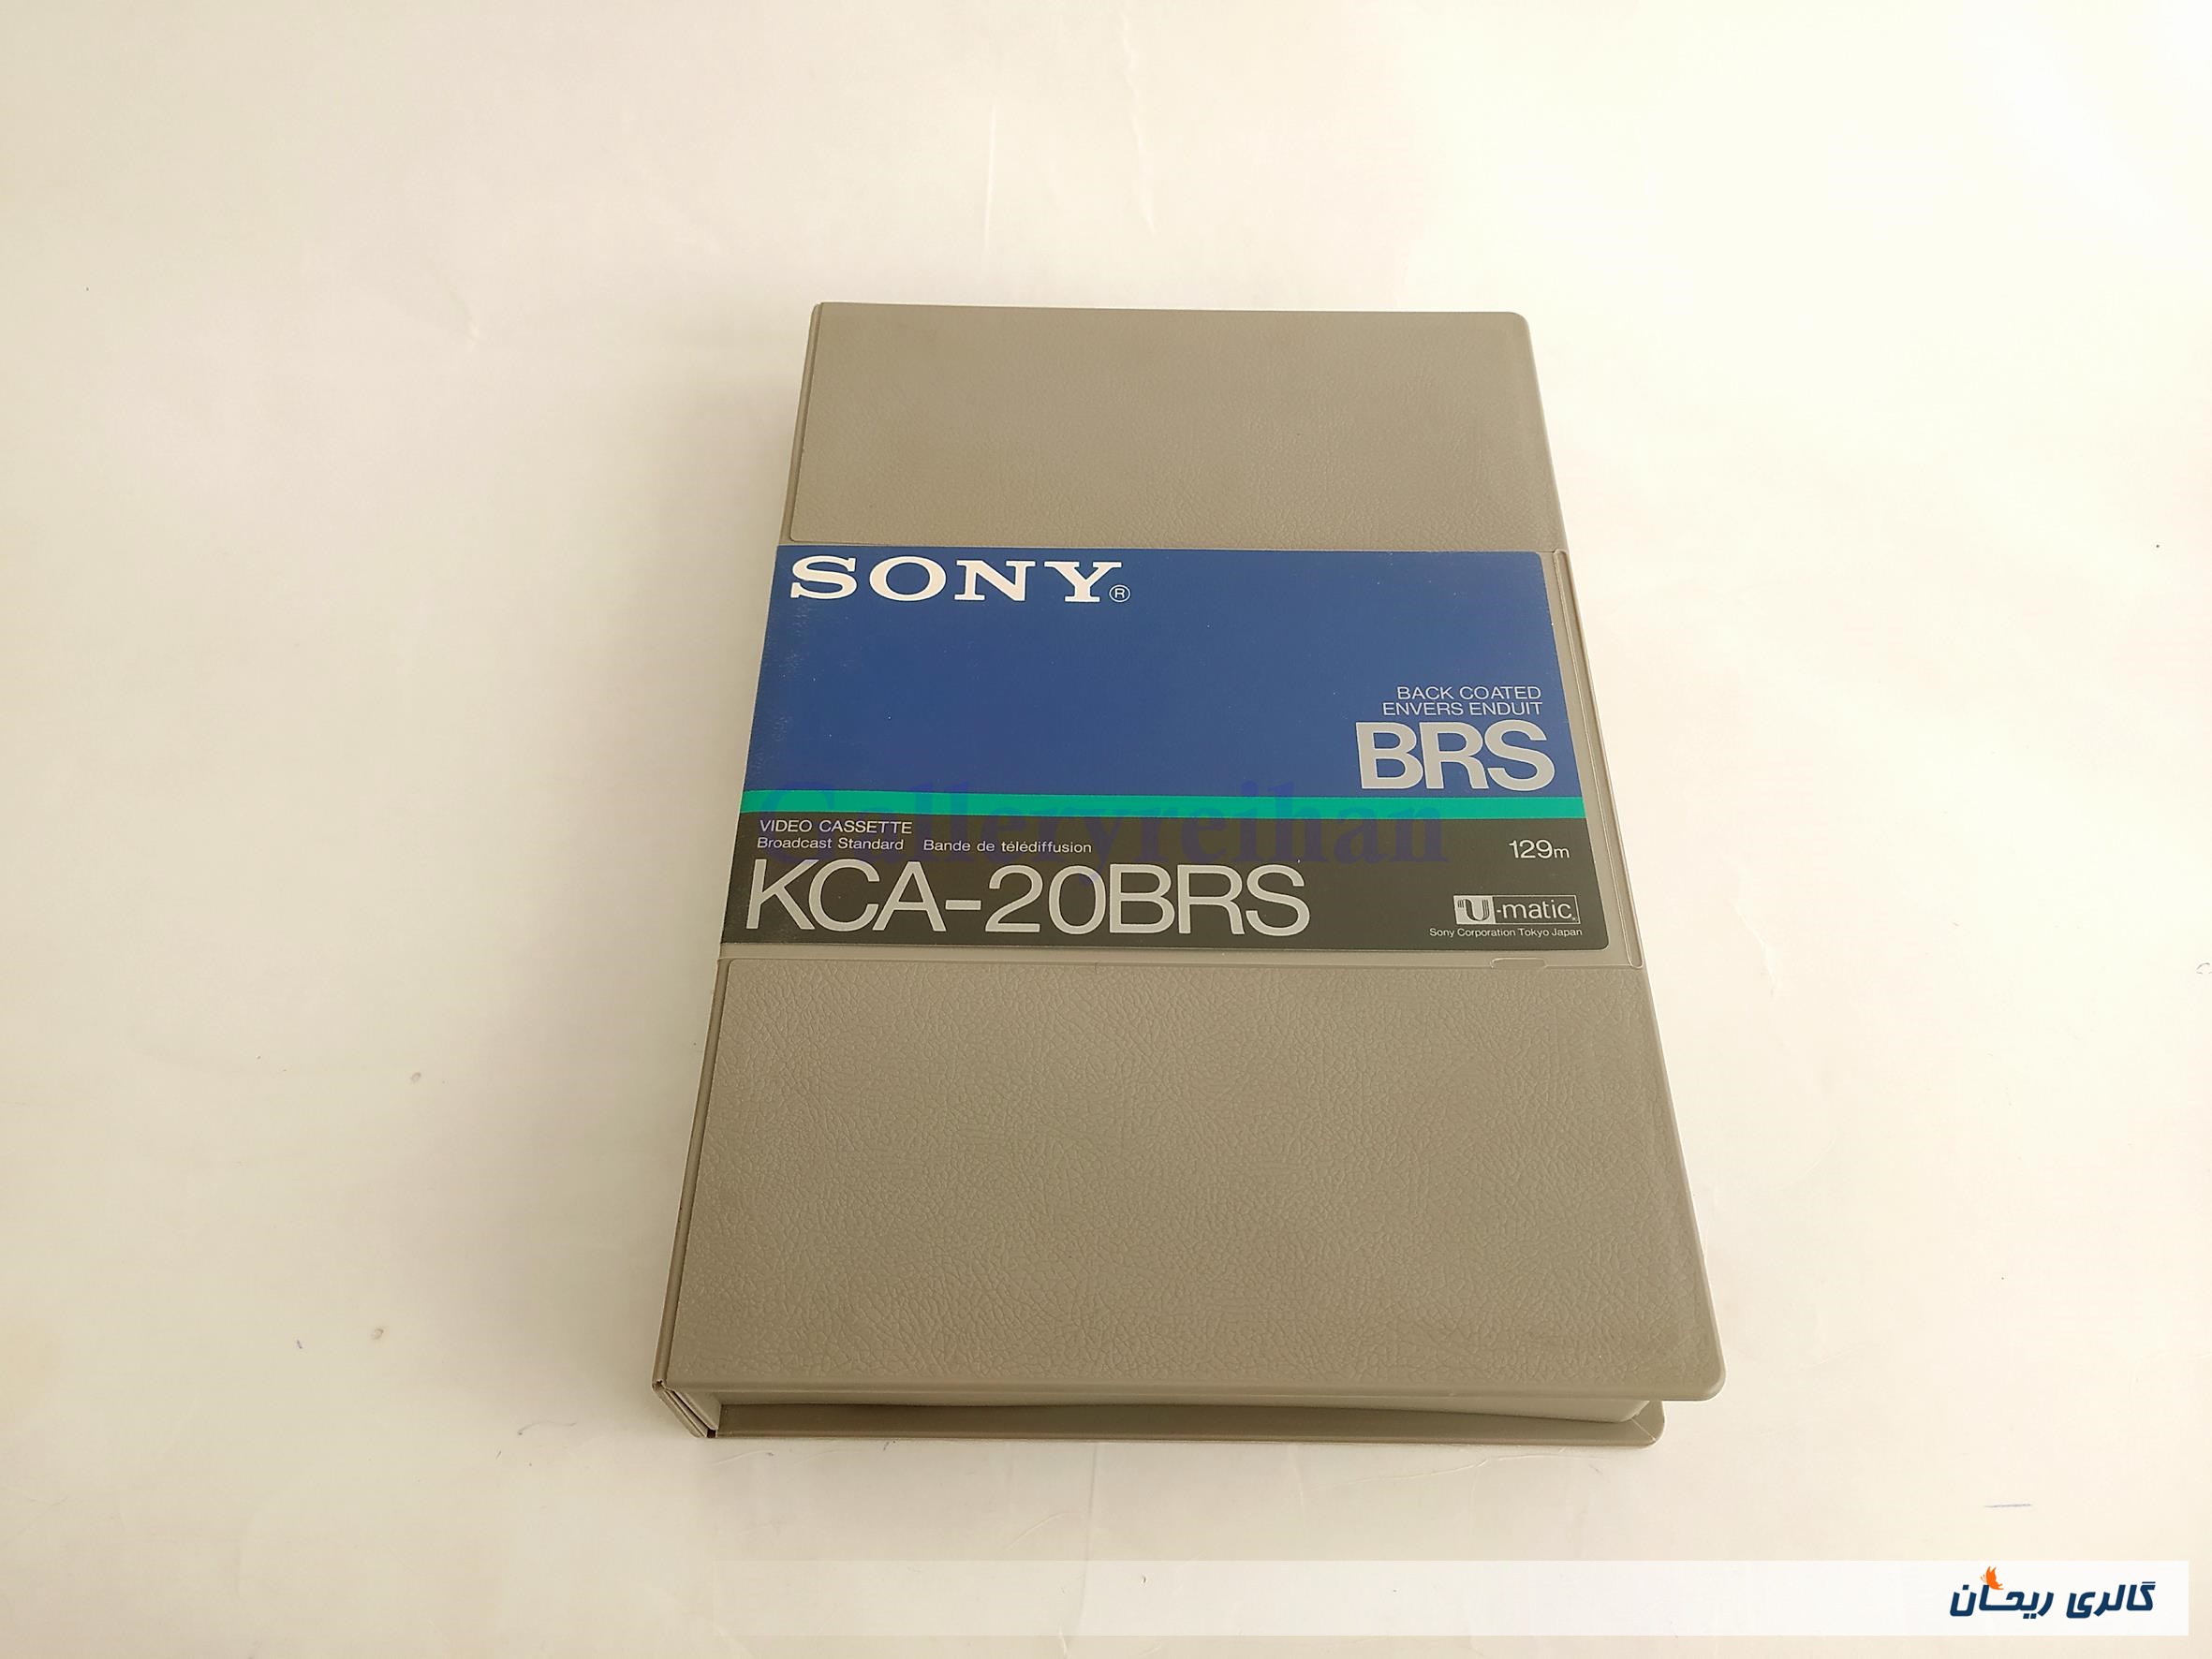 SONY®
BACK COATED
ENVERS ENDUIT
BRS
Galleryreihan
VIDEO CASSETTE
Broadcast Standard Bande de télédiffusion
129m
KCA-20BRS
U-matic
Sony Corporation Tokyo Japan
گالری ریحان